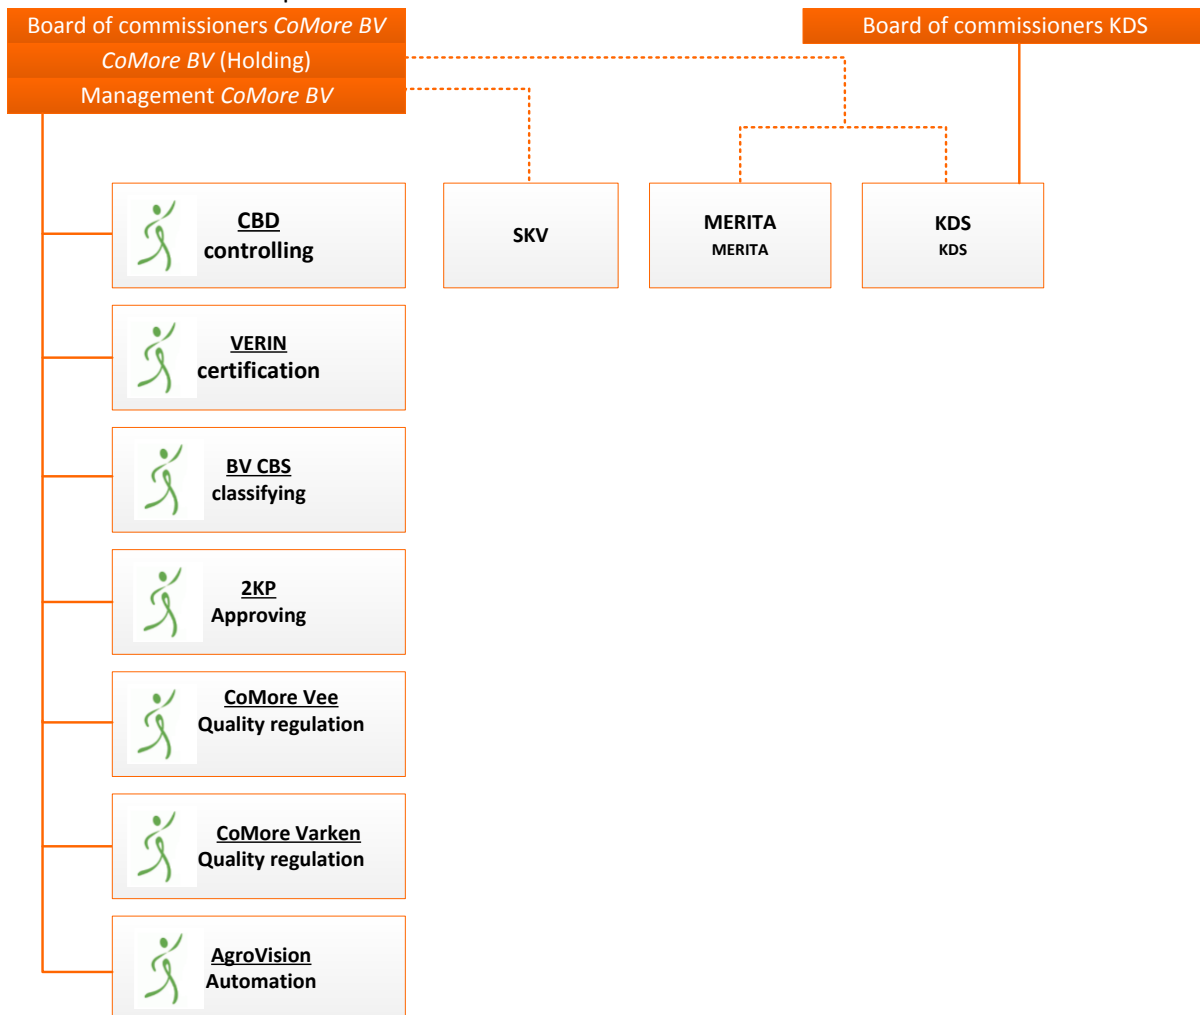 Board of commissioners CoMore BV
CoMore BV (Holding)
Management CoMore BV
Board of commissioners KDS
CBD
controlling
SKV
MERITA
MERITA
KDS
KDS
VERIN
certification
BV CBS
classifying
2KP
Approving
CoMore Vee
Quality regulation
CoMore Varken
Quality regulation
AgroVision
Automation